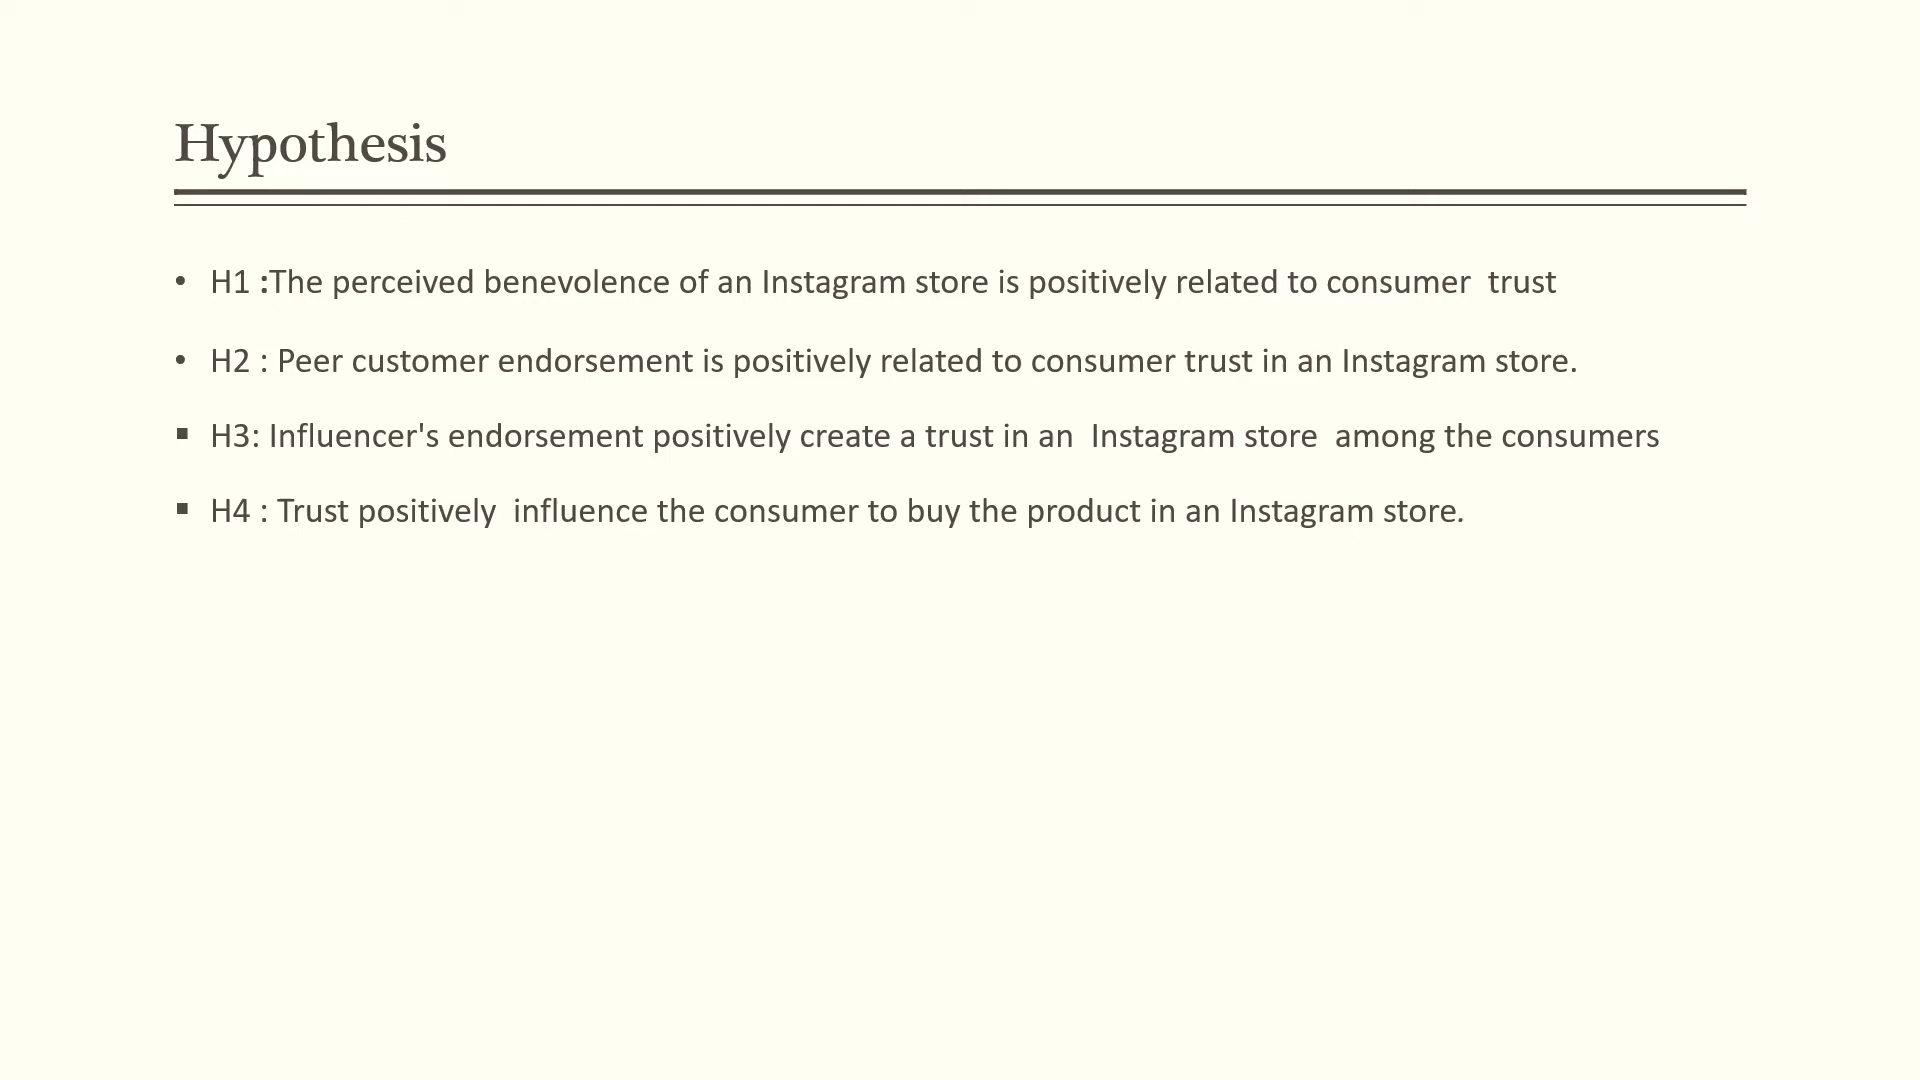 Hypothesis
• H1 :The perceived benevolence of an Instagram store is positively related to consumer  trust
• H2 : Peer customer endorsement is positively related to consumer trust in an Instagram store.
▪ H3: Influencer's endorsement positively create a trust in an  Instagram store  among the consumers
▪ H4 : Trust positively  influence the consumer to buy the product in an Instagram store.